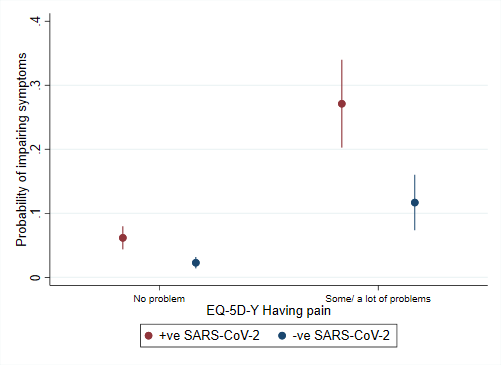 Probability of impairing symptoms
.4
.3
.2
.1
0
No problem
Some/ a lot of problems
EQ-5D-Y Having pain
+ve SARS-CoV-2
-ve SARS-CoV-2